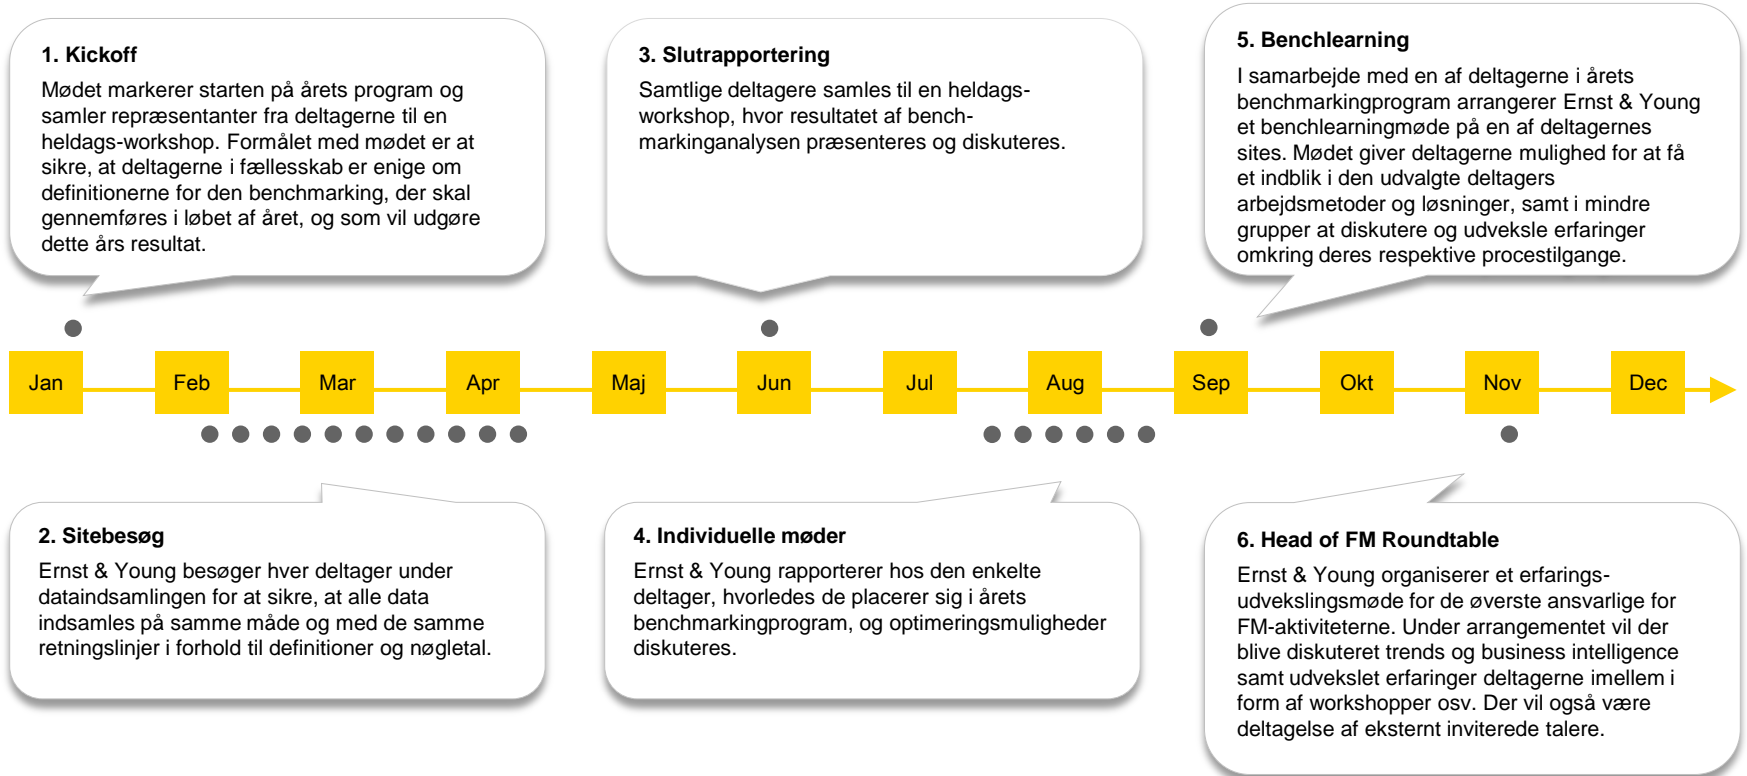 1. Kickoff
Mødet markerer starten på årets program og
samler repræsentanter fra deltagerne til en
heldags-workshop. Formålet med mødet er at
sikre, at deltagerne i fællesskab er enige om
definitionerne for den benchmarking, der skal
gennemføres i løbet af året, og som vil udgøre
dette års resultat.
3. Slutrapportering
Samtlige deltagere samles til en heldags-
workshop, hvor resultatet af bench-
markinganalysen præsenteres og diskuteres.
5. Benchlearning
I samarbejde med en af deltagerne i årets
benchmarkingprogram arrangerer Ernst & Young
et benchlearningmøde på en af deltagernes
sites. Mødet giver deltagerne mulighed for at få
et indblik i den udvalgte deltagers
arbejdsmetoder og løsninger, samt i mindre
grupper at diskutere og udveksle erfaringer
omkring deres respektive procestilgange.
Jan Feb Mar Apr Maj Jun Jul Aug Sep Okt Nov Dec
2. Sitebesøg
Ernst & Young besøger hver deltager under
dataindsamlingen for at sikre, at alle data
indsamles på samme måde og med de samme
retningslinjer i forhold til definitioner og nøgletal.
4. Individuelle møder
Ernst & Young rapporterer hos den enkelte
deltager, hvorledes de placerer sig i årets
benchmarkingprogram, og optimeringsmuligheder
diskuteres.
6. Head of FM Roundtable
Ernst & Young organiserer et erfarings-
udvekslingsmøde for de øverste ansvarlige for
FM-aktiviteterne. Under arrangementet vil der
blive diskuteret trends og business intelligence
samt udvekslet erfaringer deltagerne imellem i
form af workshopper osv. Der vil også være
deltagelse af eksternt inviterede talere.